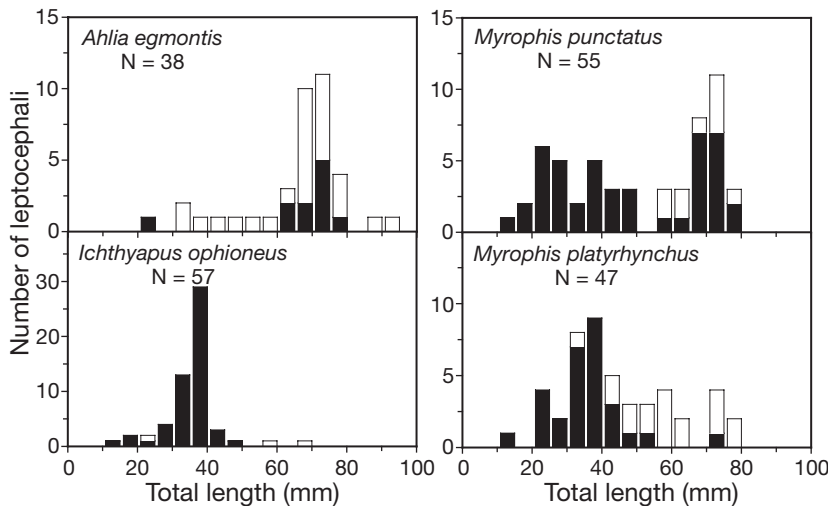 15
10
5
0
Ahlia egmontis
N = 38
15
10
5
0
Myrophis punctatus
N = 55
Number of leptocephali
30
20
10
0
Ichthyapus ophioneus
N = 57
10
5
0
Myrophis platyrhynchus
N = 47
0 20 40 60 80 100
0 20 40 60 80 100
Total length (mm)
Total length (mm)